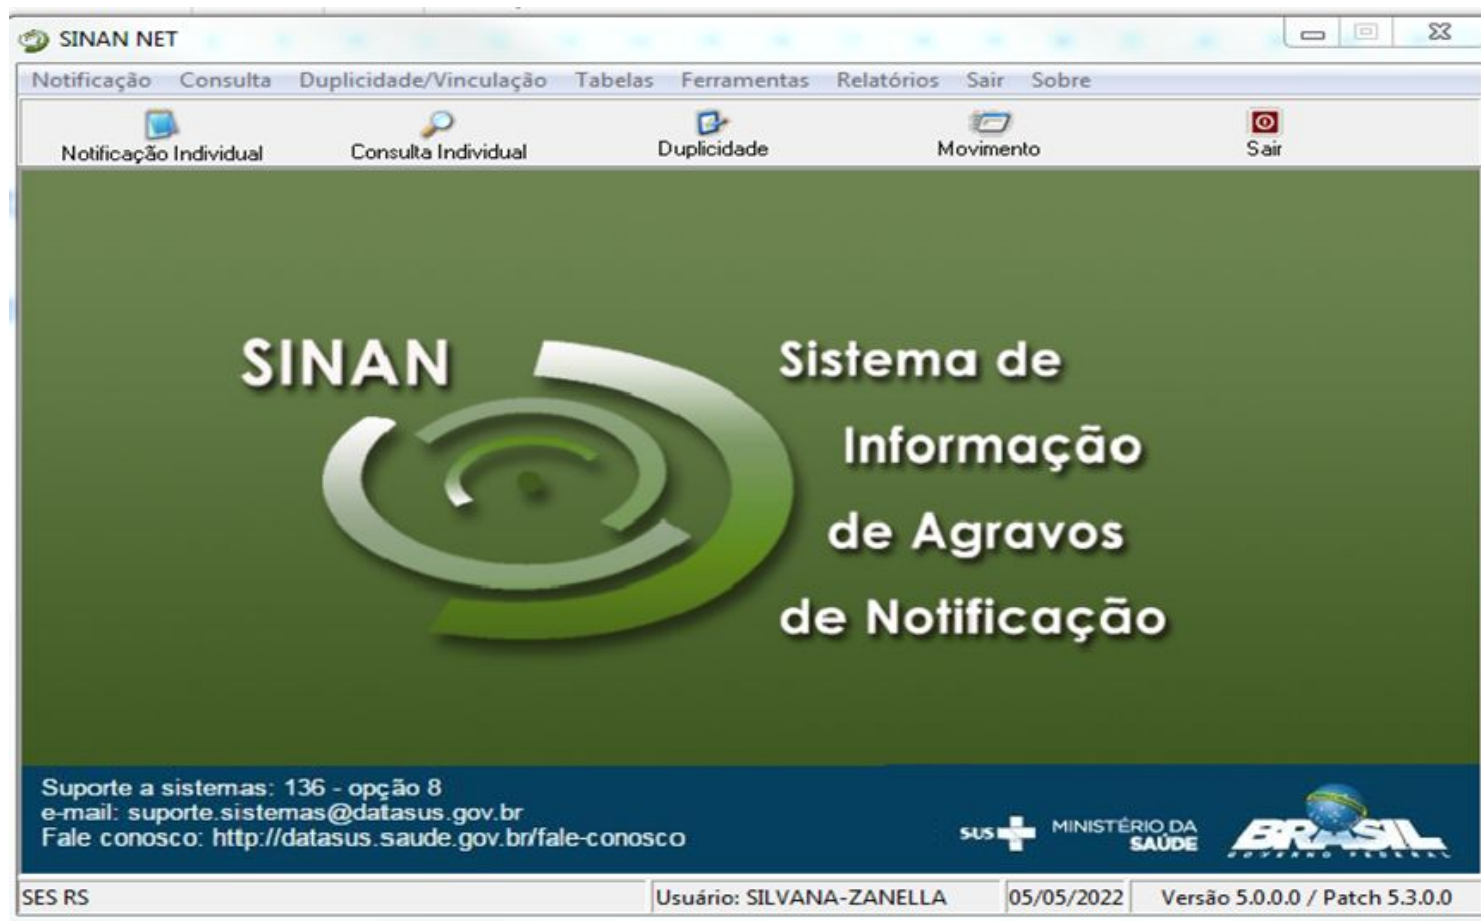 SINAN NET
Notificação Consulta Duplicidade/Vinculação Tabelas Ferramentas Relatórios Sair Sobre
Notificação Individual Consulta Individual Duplicidade Movimento Sair
SINAN
Sistema de
Informação
de Agravos
de Notificação
Suporte a sistemas: 136 - opção 8
e-mail: suporte.sistemas@datasus.gov.br
Fale conosco: http://datasus.saude.gov.br/fale-conosco
SUS MINISTÉRIO DA
SAÚDE
BRASIL
GOVERNO FEDERAL
SES RS Usuário: SILVANA-ZANELLA 05/05/2022 Versão 5.0.0.0 / Patch 5.3.0.0